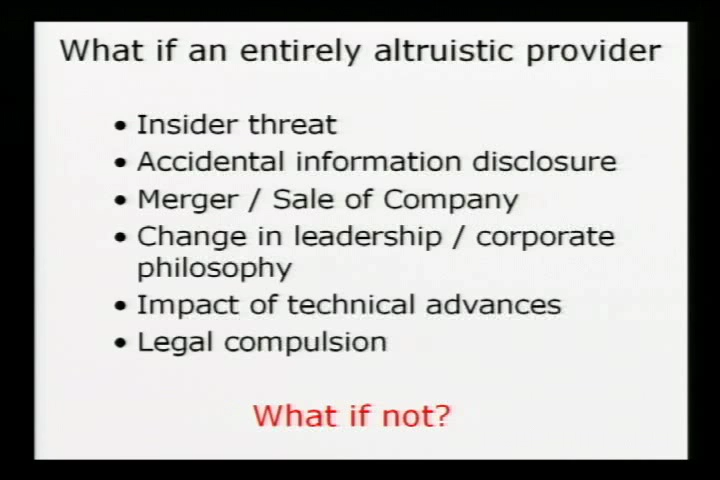 What if an entirely altruistic provider
• Insider threat
• Accidental information disclosure
• Merger / Sale of Company
• Change in leadership / corporate
philosophy
• Impact of technical advances
• Legal compulsion
What if not?